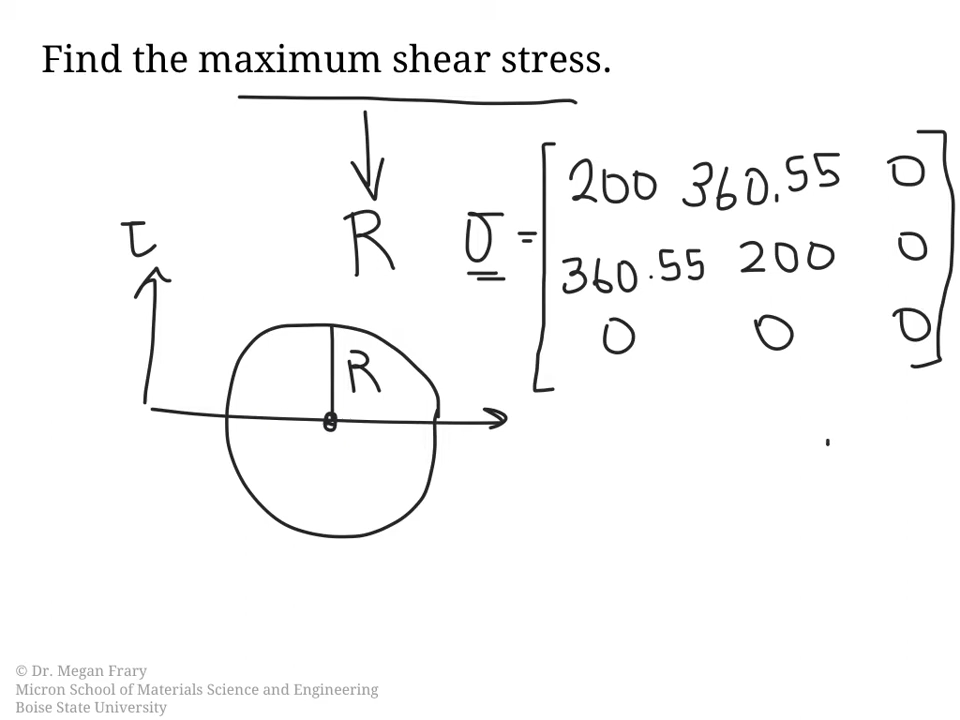 Find the maximum shear stress.
τ
R
σ = [200 360.55 0
360.55 200 0
0 0 0]
R
© Dr. Megan Frary
Micron School of Materials Science and Engineering
Boise State University